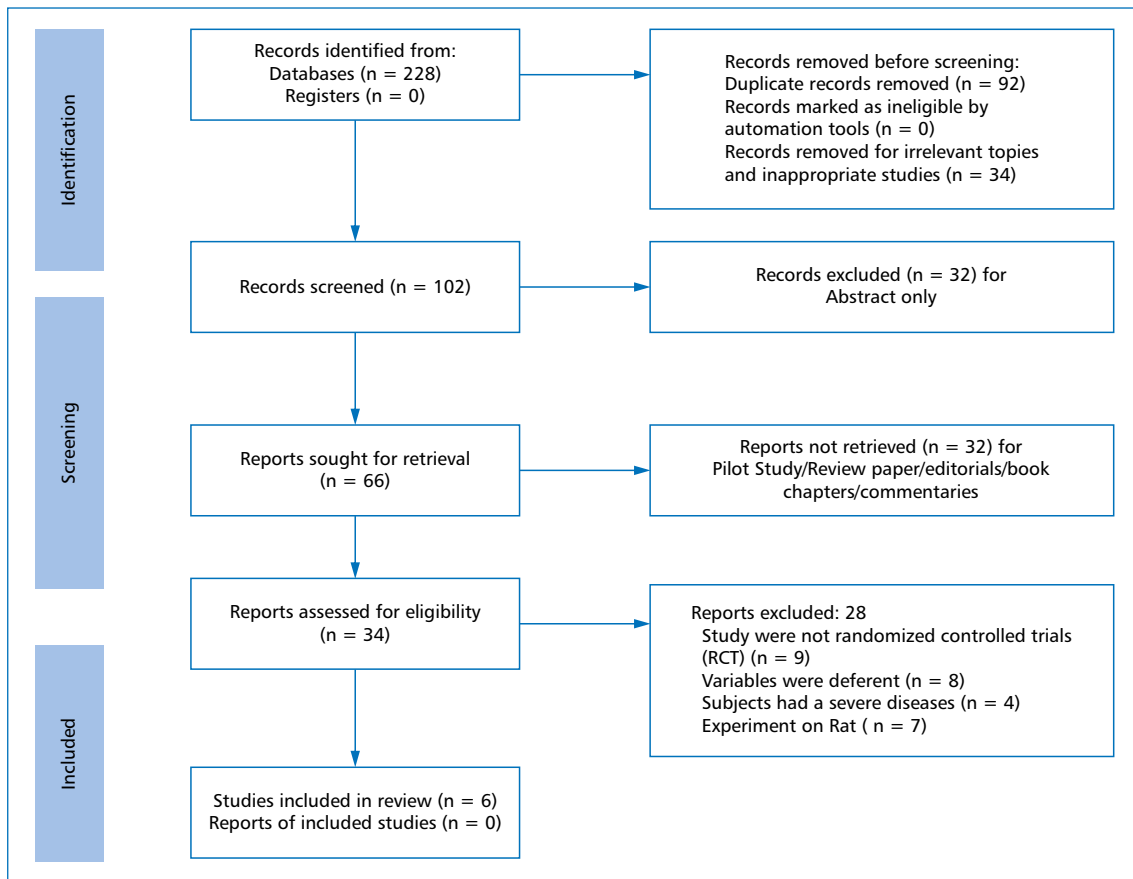 Identification
Records identified from:
Databases (n = 228)
Registers (n = 0)
Records removed before screening:
Duplicate records removed (n = 92)
Records marked as ineligible by
automation tools (n = 0)
Records removed for irrelevant topies
and inappropriate studies (n = 34)
Records screened (n = 102)
Records excluded (n = 32) for
Abstract only
Screening
Reports sought for retrieval
(n = 66)
Reports not retrieved (n = 32) for
Pilot Study/Review paper/editorials/book
chapters/commentaries
Reports assessed for eligibility
(n = 34)
Reports excluded: 28
Study were not randomized controlled trials
(RCT) (n = 9)
Variables were deferent (n = 8)
Subjects had a severe diseases (n = 4)
Experiment on Rat ( n = 7)
Included
Studies included in review (n = 6)
Reports of included studies (n = 0)